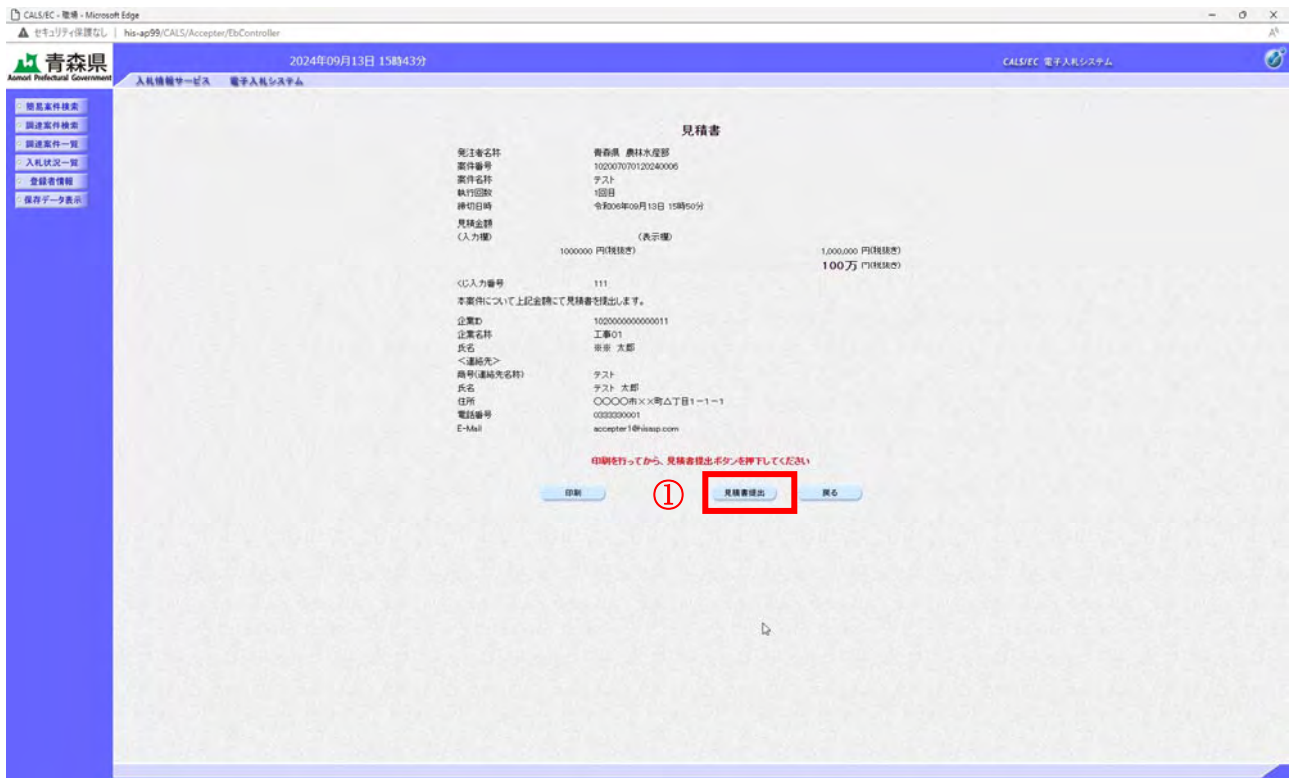 CALS/EC - 職場 - Microsoft Edge
セキュリティ保護なし | his-ap99/CALS/Accepter/EbController
青森県
Aomori Prefectural Government
2024年09月13日 15時43分
CALS/EC 電子入札システム
入札情報サービス 電子入札システム
簡易案件検索
調達案件検索
調達案件一覧
入札状況一覧
登録者情報
保存データ表示
見積書
発注者名称 青森県 農林水産部
案件番号 102007070120240006
案件名称 テスト
執行回数 1回目
締切日時 令和06年09月13日 15時50分
見積金額
(入力欄) (表示欄)
1000000 円(税抜き) 1,000,000 円(税抜き)
100万 円(税抜き)
くじ入力番号 111
本案件について上記金額にて見積書を提出します。
企業ID 1020000000000011
企業名称 工事01
氏名 ※※ 太郎
<連絡先>
商号(連絡先名称) テスト
氏名 テスト 太郎
住所 〇〇〇〇市××町△丁目1-1-1
電話番号 0333330001
E-Mail accepter1@hisasp.com
印刷を行ってから、見積書提出ボタンを押下してください
印刷 ① 見積書提出 戻る